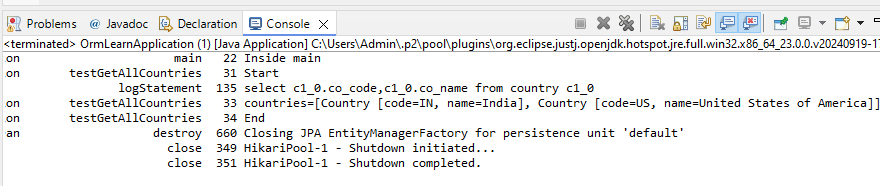 Problems @ Javadoc Declaration Console
<terminated> OrmLearnApplication (1) [Java Application] C:\Users\Admin\.p2\pool\plugins\org.eclipse.justj.openjdk.hotspot.jre.full.win32.x86_64_23.0.0.v20240919-17
on main 22 Inside main
on testGetAllCountries 31 Start
logStatement 135 select c1_0.co_code,c1_0.co_name from country c1_0
on testGetAllCountries 33 countries=[Country [code=IN, name=India], Country [code=US, name=United States of America]]
on testGetAllCountries 34 End
an destroy 660 Closing JPA EntityManagerFactory for persistence unit 'default'
close 349 HikariPool-1 - Shutdown initiated...
close 351 HikariPool-1 - Shutdown completed.